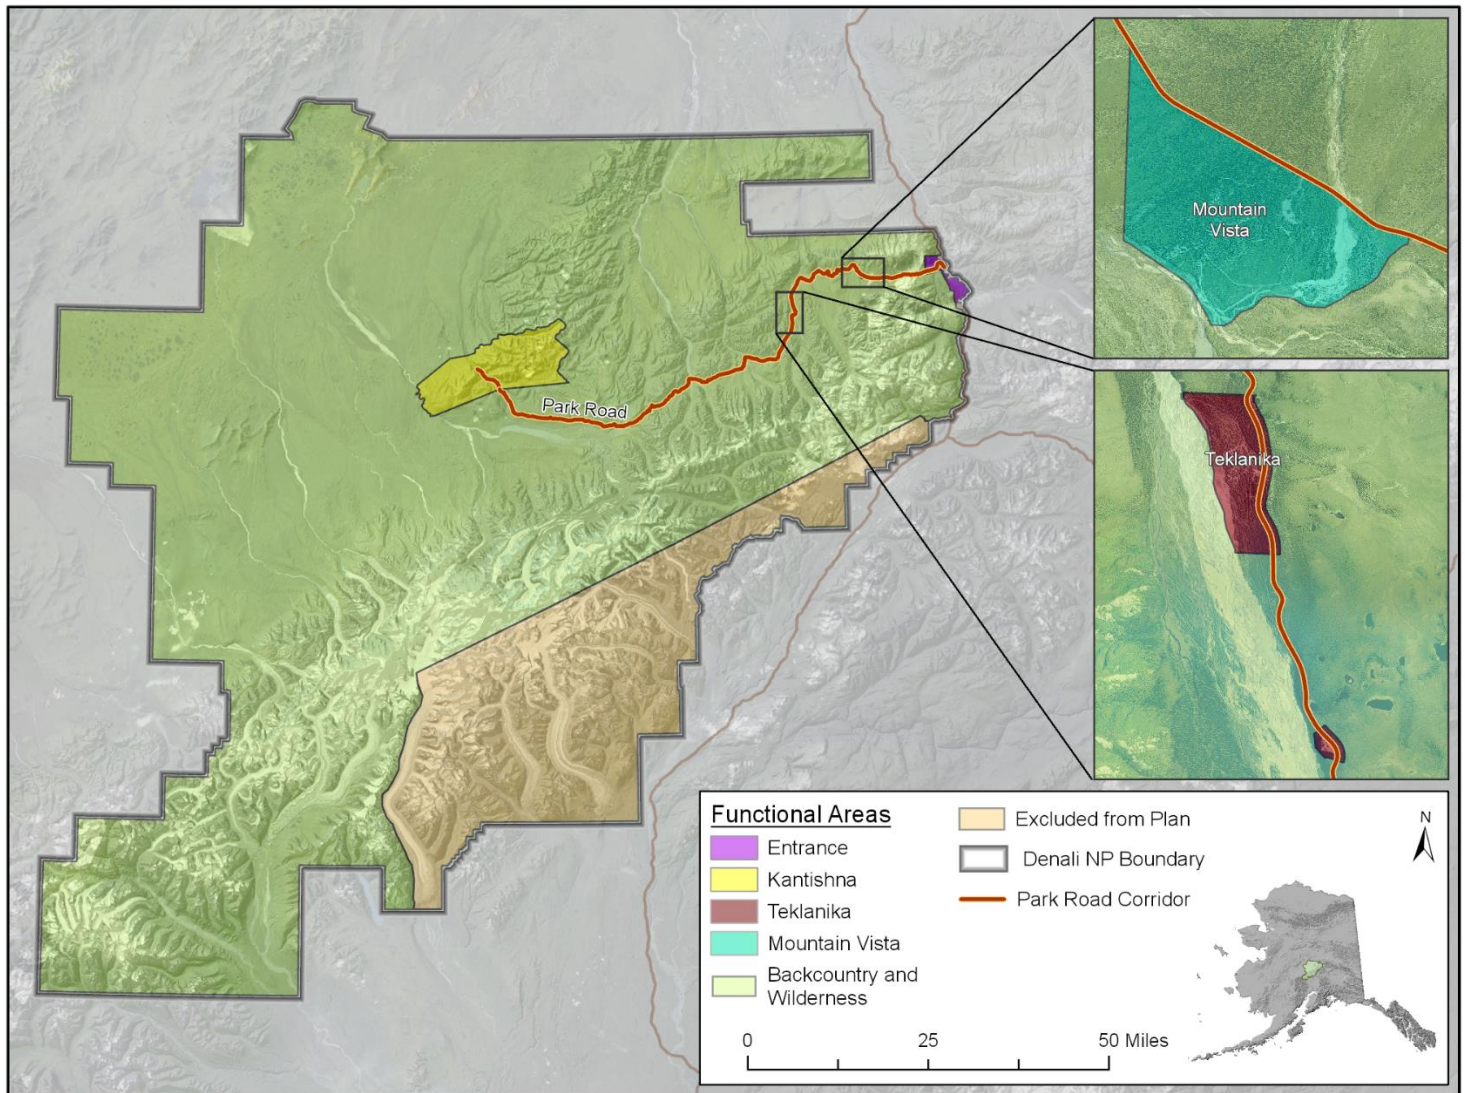 Mountain
Vista
Park Road
Teklanika
Functional Areas
Entrance
Kantishna
Teklanika
Mountain Vista
Backcountry and
Wilderness
Excluded from Plan
Denali NP Boundary
Park Road Corridor
N
0 25 50 Miles